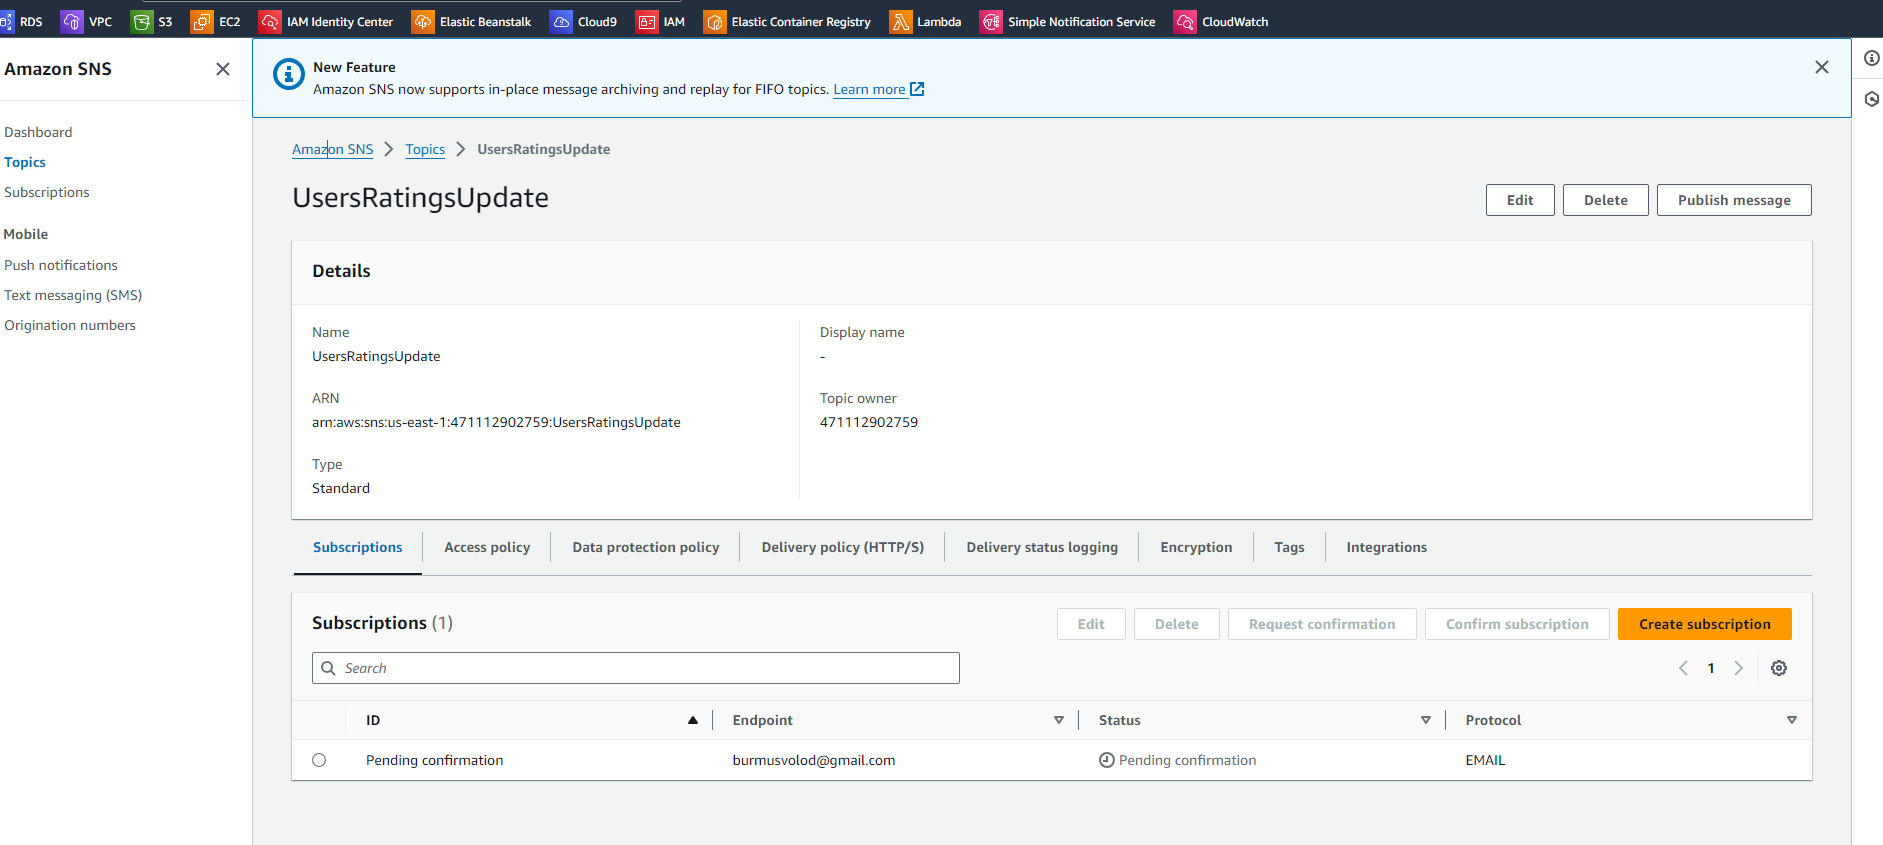 RDS VPC S3 EC2 IAM Identity Center Elastic Beanstalk Cloud9 IAM Elastic Container Registry Lambda Simple Notification Service CloudWatch
Amazon SNS
Dashboard
Topics
Subscriptions
Mobile
Push notifications
Text messaging (SMS)
Origination numbers
New Feature
Amazon SNS now supports in-place message archiving and replay for FIFO topics. Learn more
Amazon SNS Topics UsersRatingsUpdate
UsersRatingsUpdate
Edit Delete Publish message
Details
Name
UsersRatingsUpdate
ARN
arn:aws:sns:us-east-1:471112902759:UsersRatingsUpdate
Type
Standard
Display name
-
Topic owner
471112902759
Subscriptions Access policy Data protection policy Delivery policy (HTTP/S) Delivery status logging Encryption Tags Integrations
Subscriptions (1)
Edit Delete Request confirmation Confirm subscription Create subscription
Search
1
ID Endpoint Status Protocol
Pending confirmation burmusvolod@gmail.com Pending confirmation EMAIL